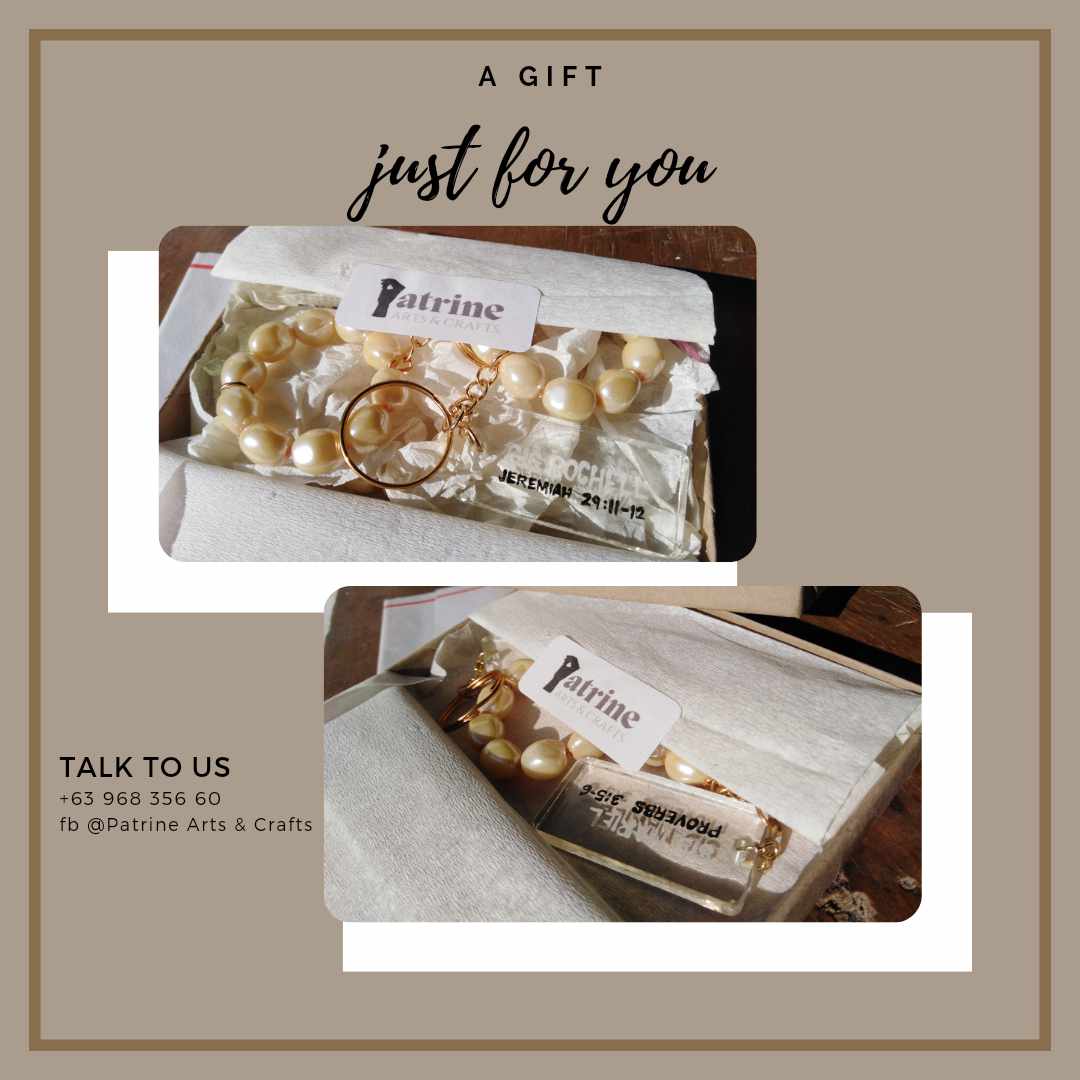 A GIFT
just for you
Patrine
ARTS & CRAFTS
JEREMIAH 29:11-12
Patrine
ARTS & CRAFTS
PROVERBS 3:5-6
TALK TO US
+63 968 356 60
fb @Patrine Arts & Crafts